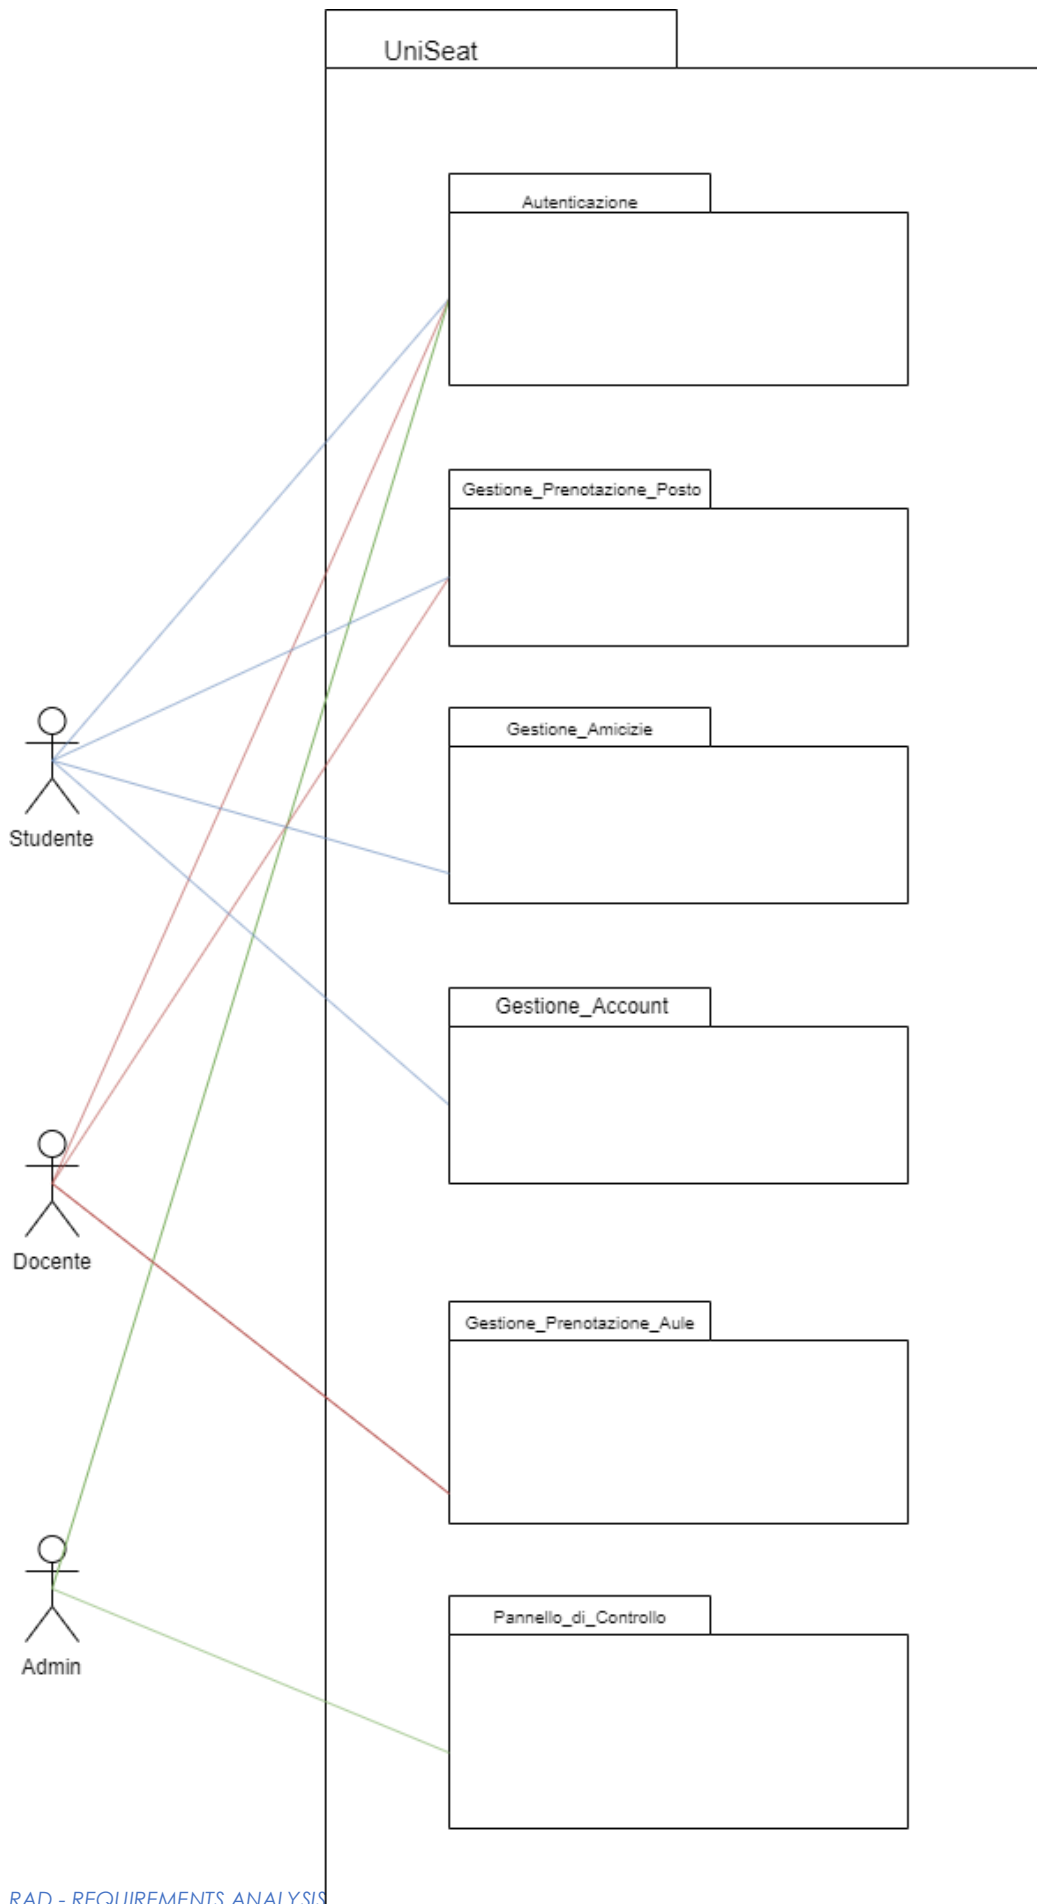 UniSeat
Autenticazione
Gestione_Prenotazione_Posto
Gestione_Amicizie
Studente
Gestione_Account
Docente
Gestione_Prenotazione_Aule
Pannello_di_Controllo
Admin
RAD - REQUIREMENTS ANALYSIS